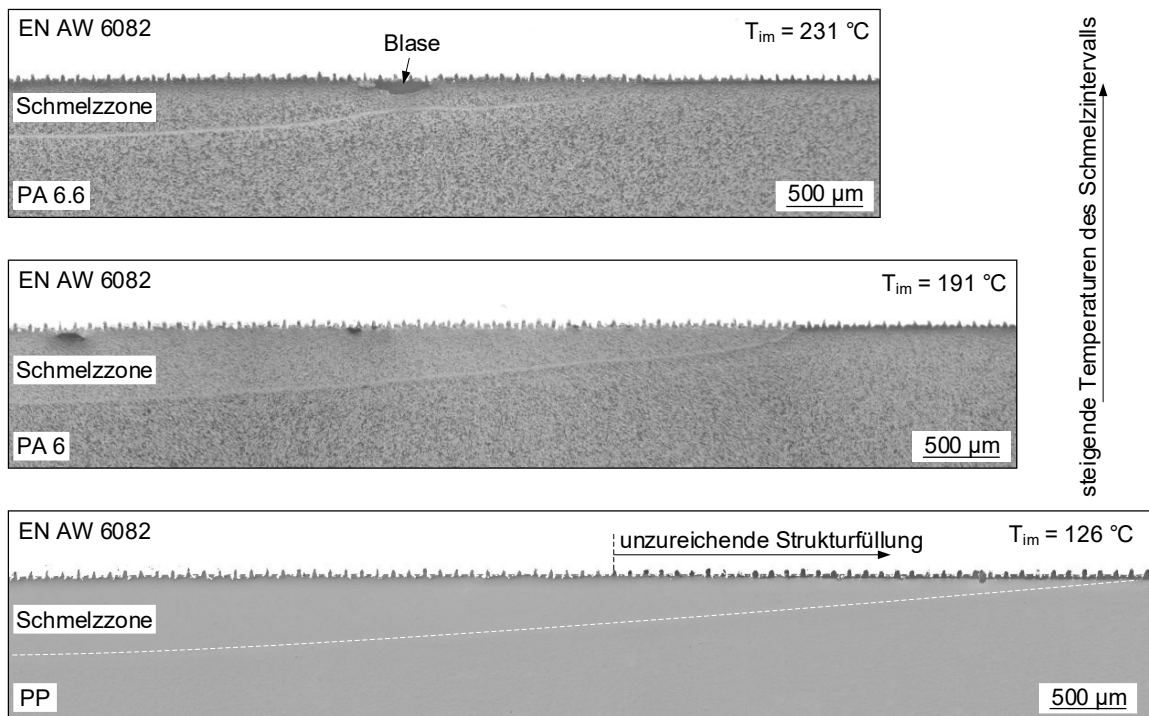 EN AW 6082
T_im = 231 °C
Blase
Schmelzzone
PA 6.6
500 µm
EN AW 6082
T_im = 191 °C
Schmelzzone
PA 6
500 µm
EN AW 6082
unzureichende Strukturfüllung
T_im = 126 °C
Schmelzzone
PP
500 µm
steigende Temperaturen des Schmelzintervalls